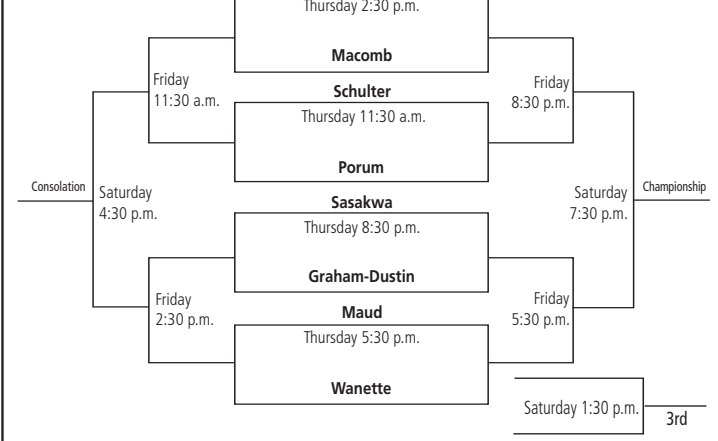 Thursday 2:30 p.m.
Macomb
Friday
11:30 a.m.
Schulter
Friday
8:30 p.m.
Thursday 11:30 a.m.
Porum
Consolation
Saturday
4:30 p.m.
Sasakwa
Saturday
7:30 p.m.
Championship
Thursday 8:30 p.m.
Graham-Dustin
Friday
2:30 p.m.
Maud
Friday
5:30 p.m.
Thursday 5:30 p.m.
Wanette
Saturday 1:30 p.m.
3rd